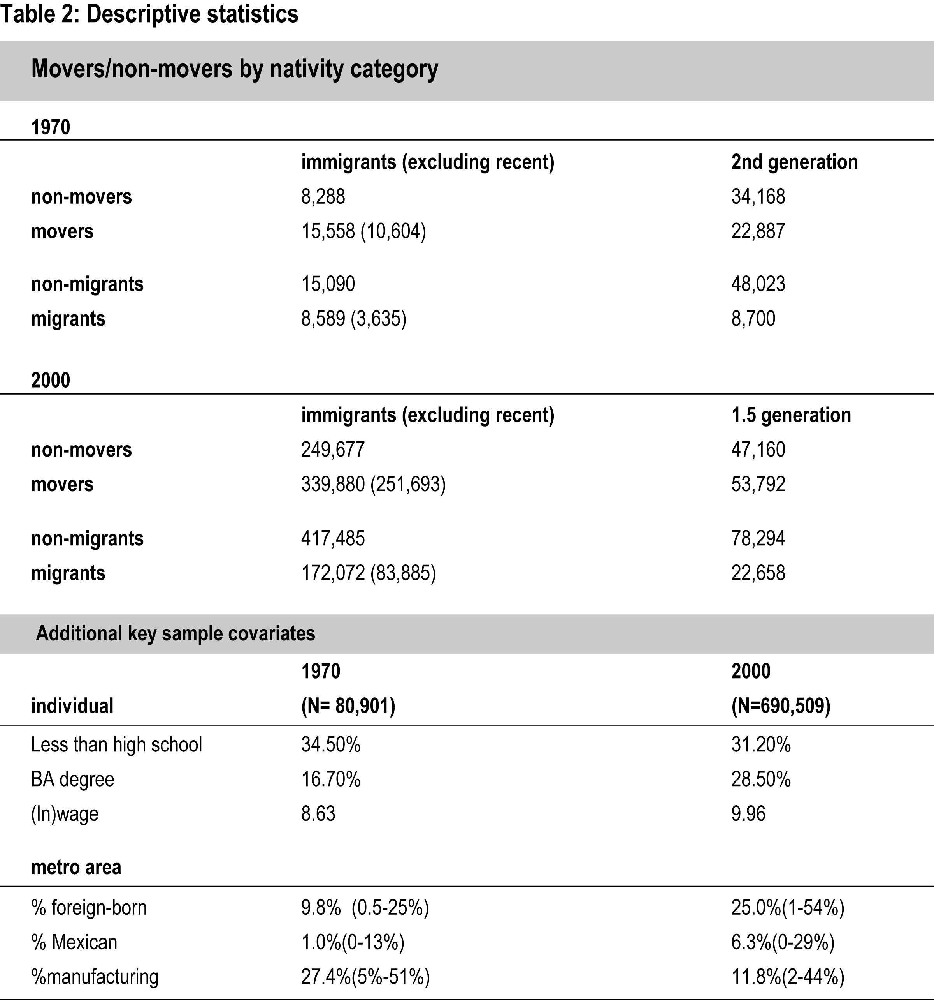 Table 2: Descriptive statistics
Movers/non-movers by nativity category
1970
immigrants (excluding recent) 2nd generation
non-movers 8,288 34,168
movers 15,558 (10,604) 22,887
non-migrants 15,090 48,023
migrants 8,589 (3,635) 8,700
2000
immigrants (excluding recent) 1.5 generation
non-movers 249,677 47,160
movers 339,880 (251,693) 53,792
non-migrants 417,485 78,294
migrants 172,072 (83,885) 22,658
Additional key sample covariates
1970 2000
individual (N= 80,901) (N=690,509)
Less than high school 34.50% 31.20%
BA degree 16.70% 28.50%
(ln)wage 8.63 9.96
metro area
% foreign-born 9.8% (0.5-25%) 25.0%(1-54%)
% Mexican 1.0%(0-13%) 6.3%(0-29%)
%manufacturing 27.4%(5%-51%) 11.8%(2-44%)